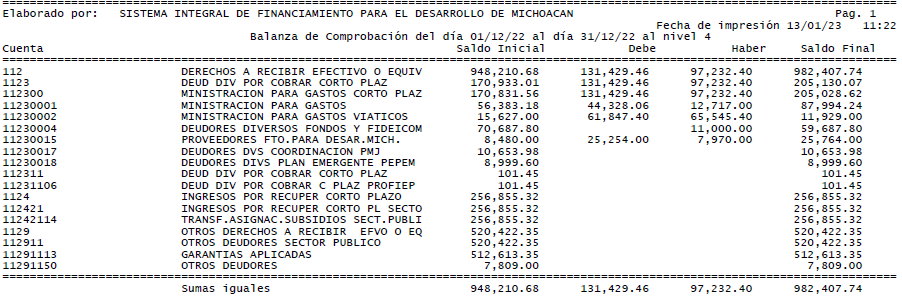 Elaborado por: SISTEMA INTEGRAL DE FINANCIAMIENTO PARA EL DESARROLLO DE MICHOACAN Pag. 1
Fecha de impresión 13/01/23 11:22
Balanza de Comprobación del día 01/12/22 al día 31/12/22 al nivel 4
Cuenta Saldo Inicial Debe Haber Saldo Final
112 DERECHOS A RECIBIR EFECTIVO O EQUIV 948,210.68 131,429.46 97,232.40 982,407.74
1123 DEUD DIV POR COBRAR CORTO PLAZ 170,933.01 131,429.46 97,232.40 205,130.07
112300 MINISTRACION PARA GASTOS CORTO PLAZ 170,831.56 131,429.46 97,232.40 205,028.62
11230001 MINISTRACION PARA GASTOS 56,383.18 44,328.06 12,717.00 87,994.24
11230002 MINISTRACION PARA GASTOS VIATICOS 15,627.00 61,847.40 65,545.40 11,929.00
11230004 DEUDORES DIVERSOS FONDOS Y FIDEICOM 70,687.80 11,000.00 59,687.80
11230015 PROVEEDORES FTO.PARA DESAR.MICH. 8,480.00 25,254.00 7,970.00 25,764.00
11230017 DEUDORES DVS COORDINACION PMJ 10,653.98 10,653.98
11230018 DEUDORES DIVS PLAN EMERGENTE PEPEM 8,999.60 8,999.60
112311 DEUD DIV POR COBRAR CORTO PLAZ 101.45 101.45
11231106 DEUD DIV POR COBRAR C PLAZ PROFIEP 101.45 101.45
1124 INGRESOS POR RECUPER CORTO PLAZO 256,855.32 256,855.32
112421 INGRESOS POR RECUPER CORTO PL SECTO 256,855.32 256,855.32
11242114 TRANSF.ASIGNAC.SUBSIDIOS SECT.PUBLI 256,855.32 256,855.32
1129 OTROS DERECHOS A RECIBIR EFVO O EQ 520,422.35 520,422.35
112911 OTROS DEUDORES SECTOR PUBLICO 520,422.35 520,422.35
11291113 GARANTIAS APLICADAS 512,613.35 512,613.35
11291150 OTROS DEUDORES 7,809.00 7,809.00
Sumas iguales 948,210.68 131,429.46 97,232.40 982,407.74